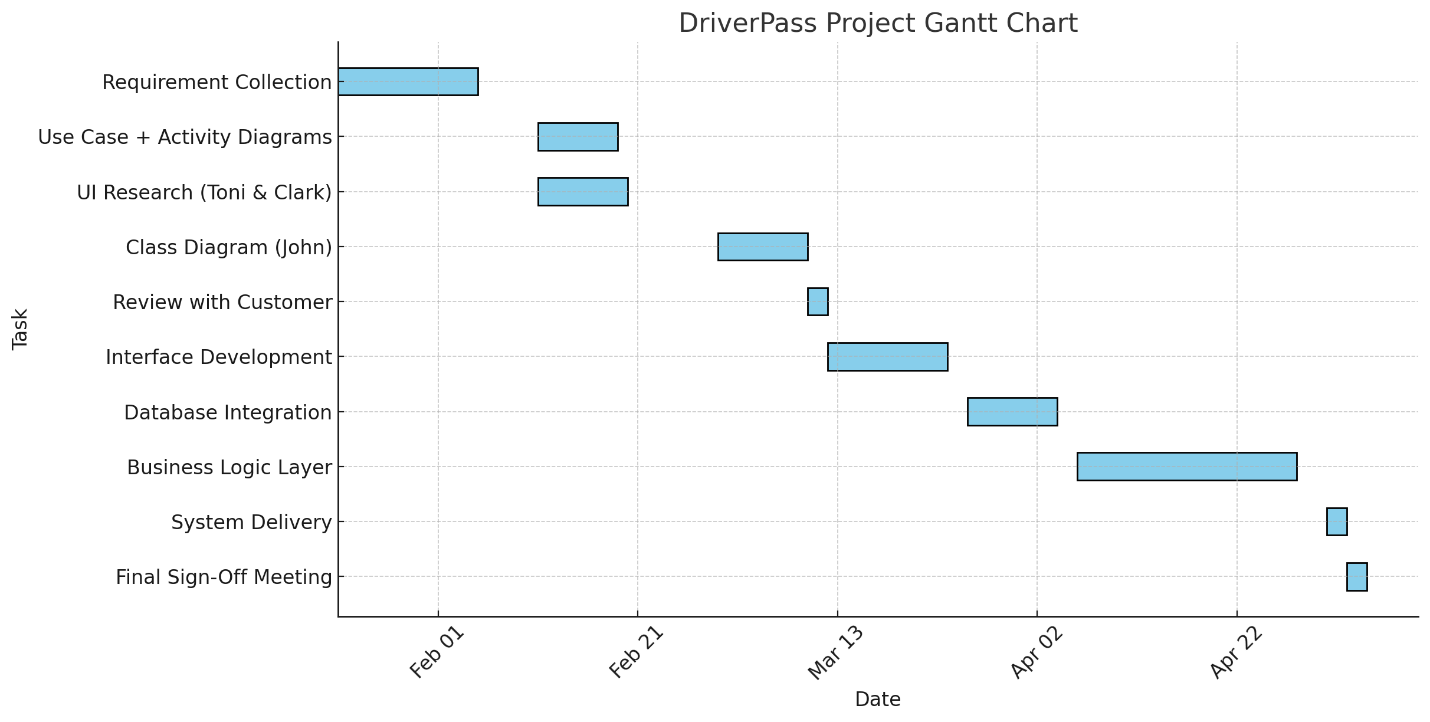 DriverPass Project Gantt Chart
Requirement Collection
Use Case + Activity Diagrams
UI Research (Toni & Clark)
Class Diagram (John)
Review with Customer
Interface Development
Database Integration
Business Logic Layer
System Delivery
Final Sign-Off Meeting
Task
Feb 01
Feb 21
Mar 13
Apr 02
Apr 22
Date